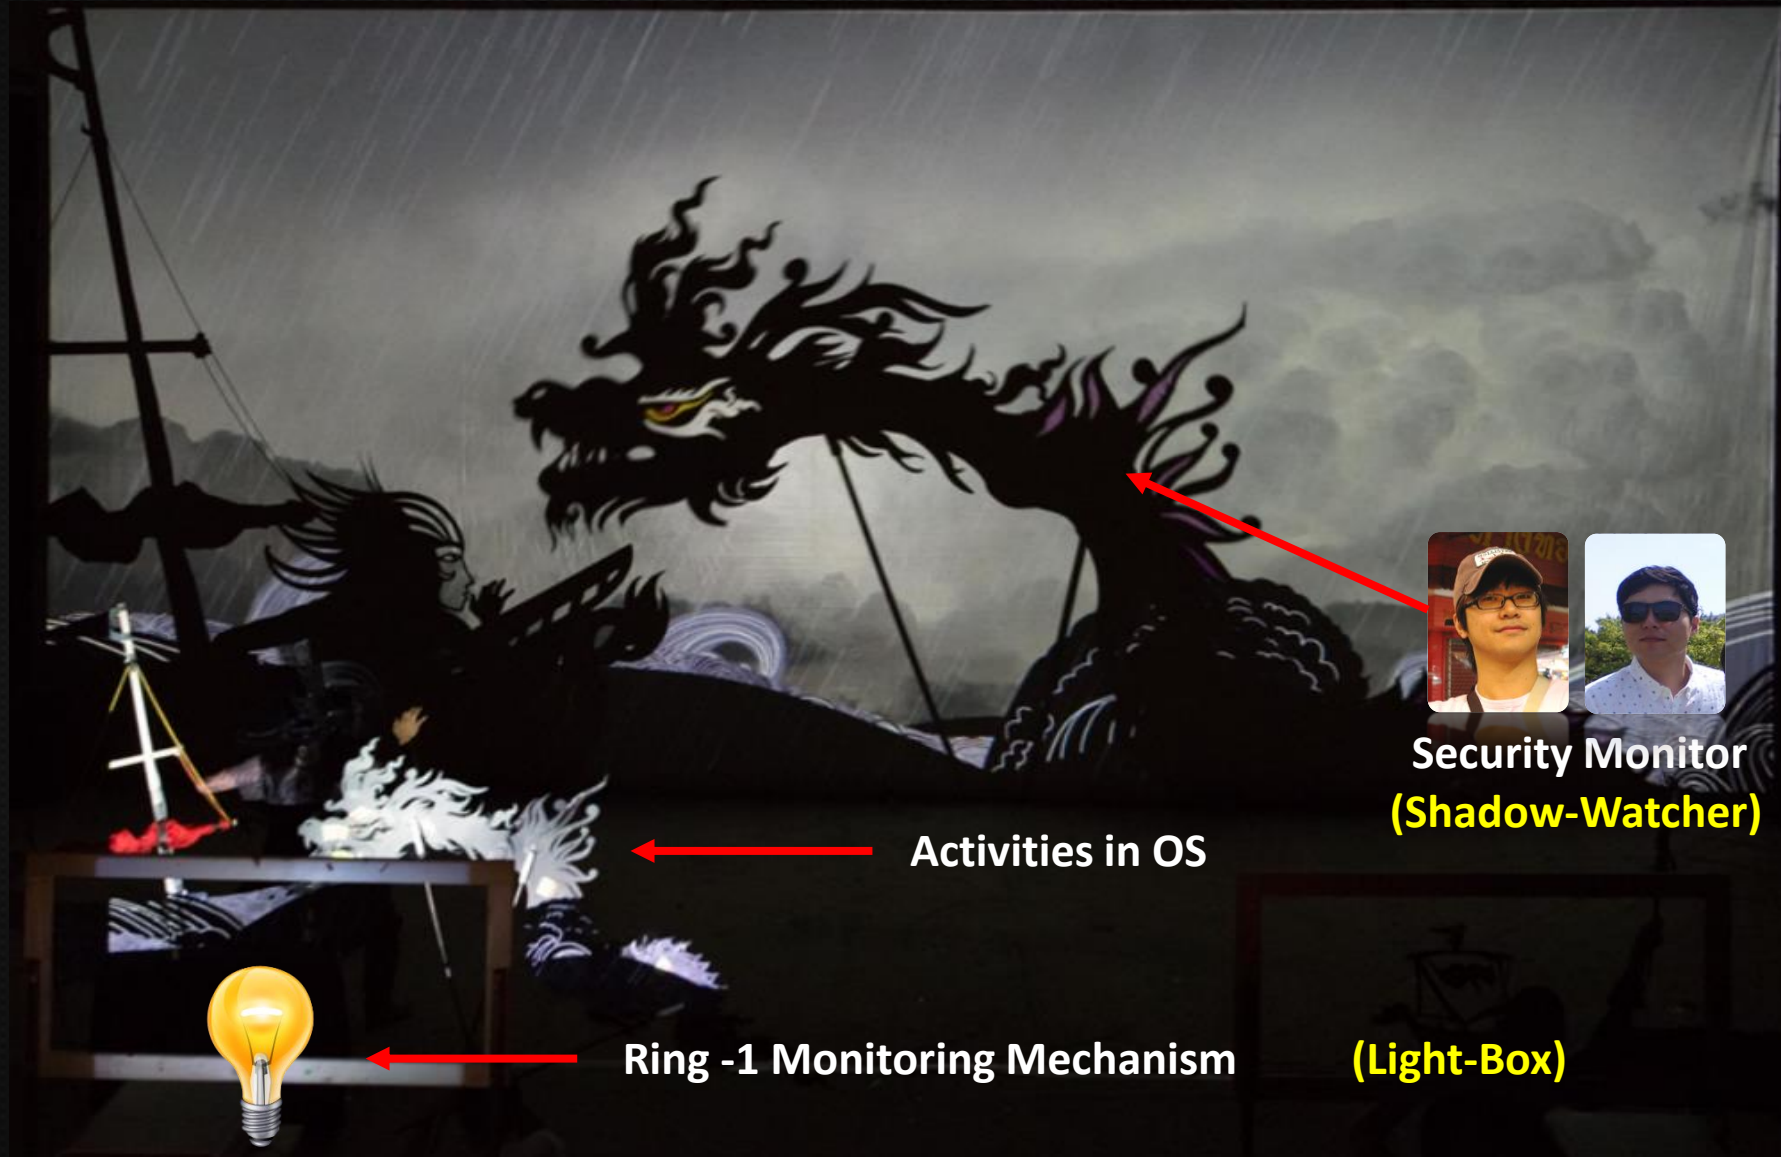 Security Monitor
(Shadow-Watcher)
Activities in OS
Ring -1 Monitoring Mechanism (Light-Box)